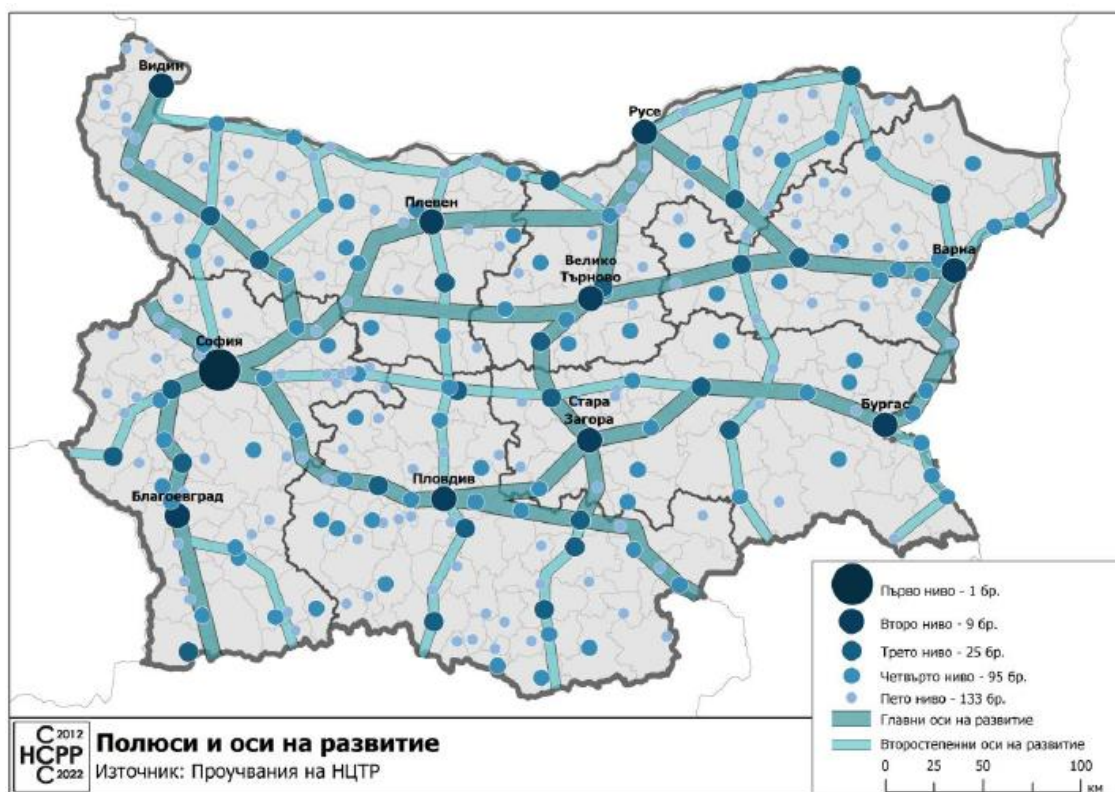 Видин
Русе
Плевен
Велико
Търново
Варна
София
Стара
Загора
Бургас
Пловдив
Благоевград
Първо ниво - 1 бр.
Второ ниво - 9 бр.
Трето ниво - 25 бр.
Четвърто ниво - 95 бр.
Пето ниво - 133 бр.
Главни оси на развитие
Второстепенни оси на развитие
0 25 50 100
км
C 2012
НСРР
C 2022
Полюси и оси на развитие
Източник: Проучвания на НЦТР